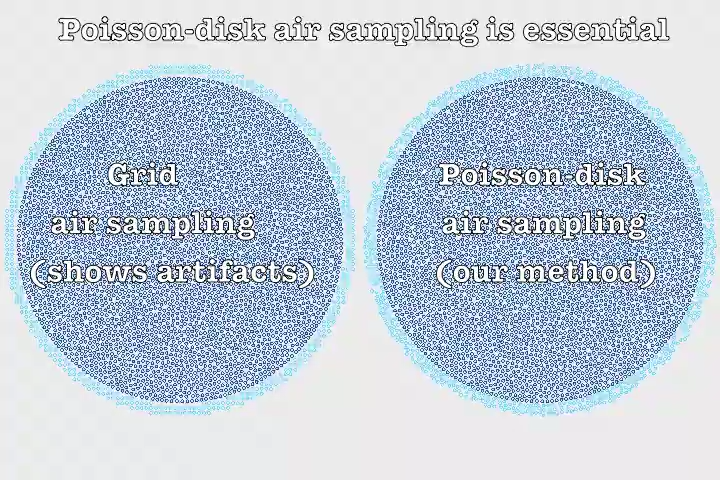 Poisson-disk air sampling is essential
Grid
air sampling
(shows artifacts)
Poisson-disk
air sampling
(our method)